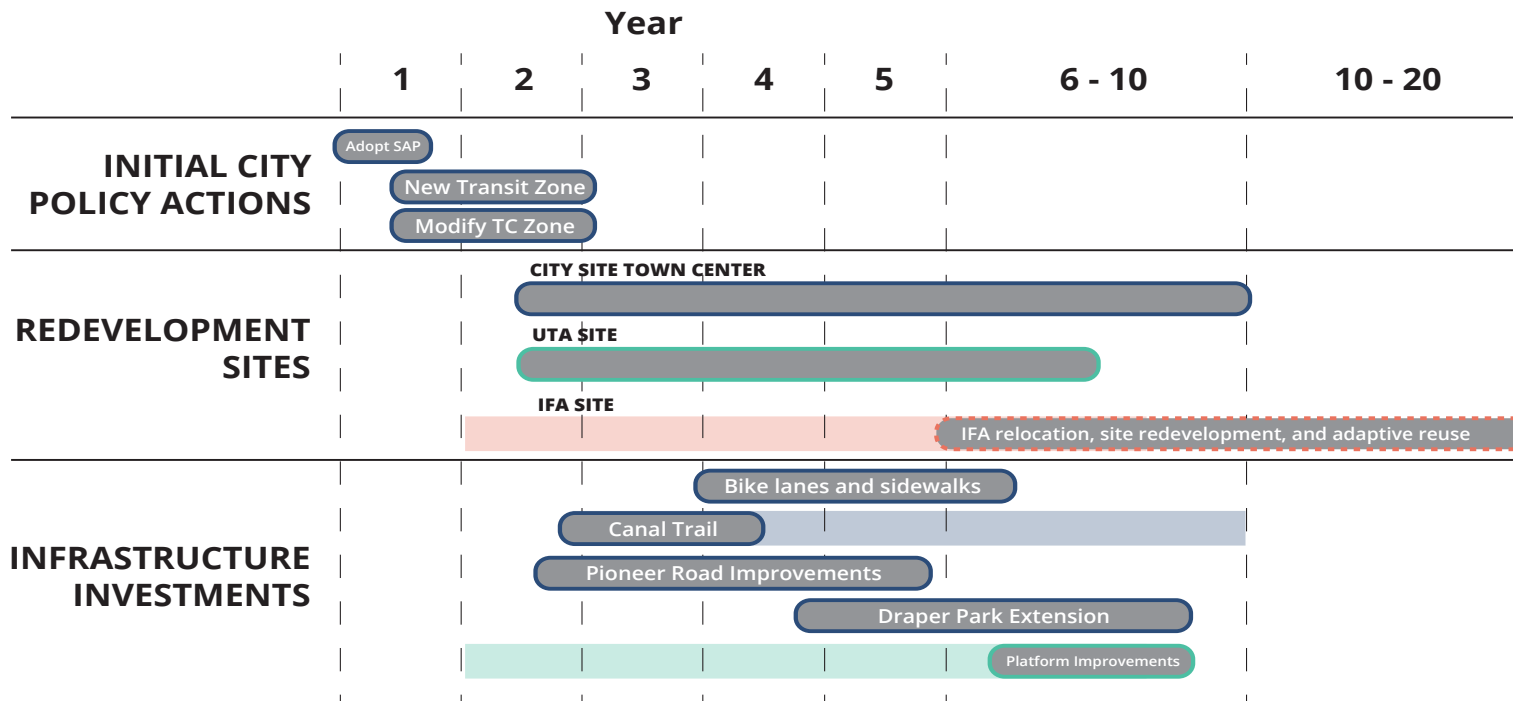 Year
1
2
3
4
5
6 - 10
10 - 20
INITIAL CITY
POLICY ACTIONS
Adopt SAP
New Transit Zone
Modify TC Zone
REDEVELOPMENT
SITES
CITY SITE TOWN CENTER
UTA SITE
IFA SITE
IFA relocation, site redevelopment, and adaptive reuse
INFRASTRUCTURE
INVESTMENTS
Bike lanes and sidewalks
Canal Trail
Pioneer Road Improvements
Draper Park Extension
Platform Improvements